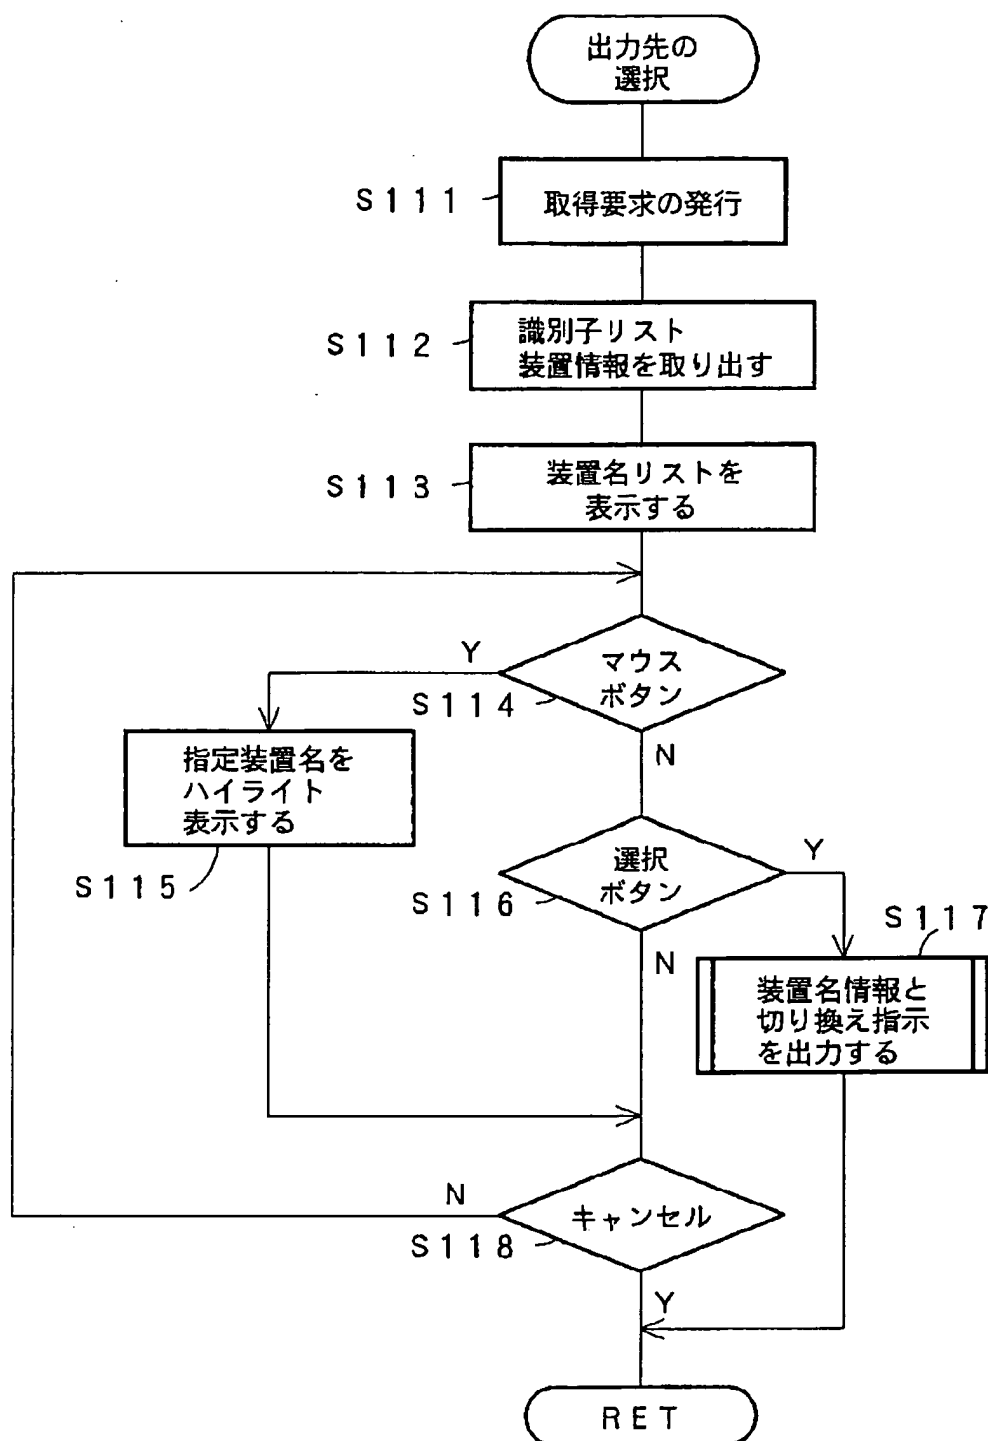 出力先の
選択
S111
取得要求の発行
S112
識別子リスト
装置情報を取り出す
S113
装置名リストを
表示する
Y
マウス
ボタン
S114
N
指定装置名を
ハイライト
表示する
S115
選択
ボタン
Y
S116
N
S117
装置名情報と
切り換え指示
を出力する
N
キャンセル
S118
Y
RET